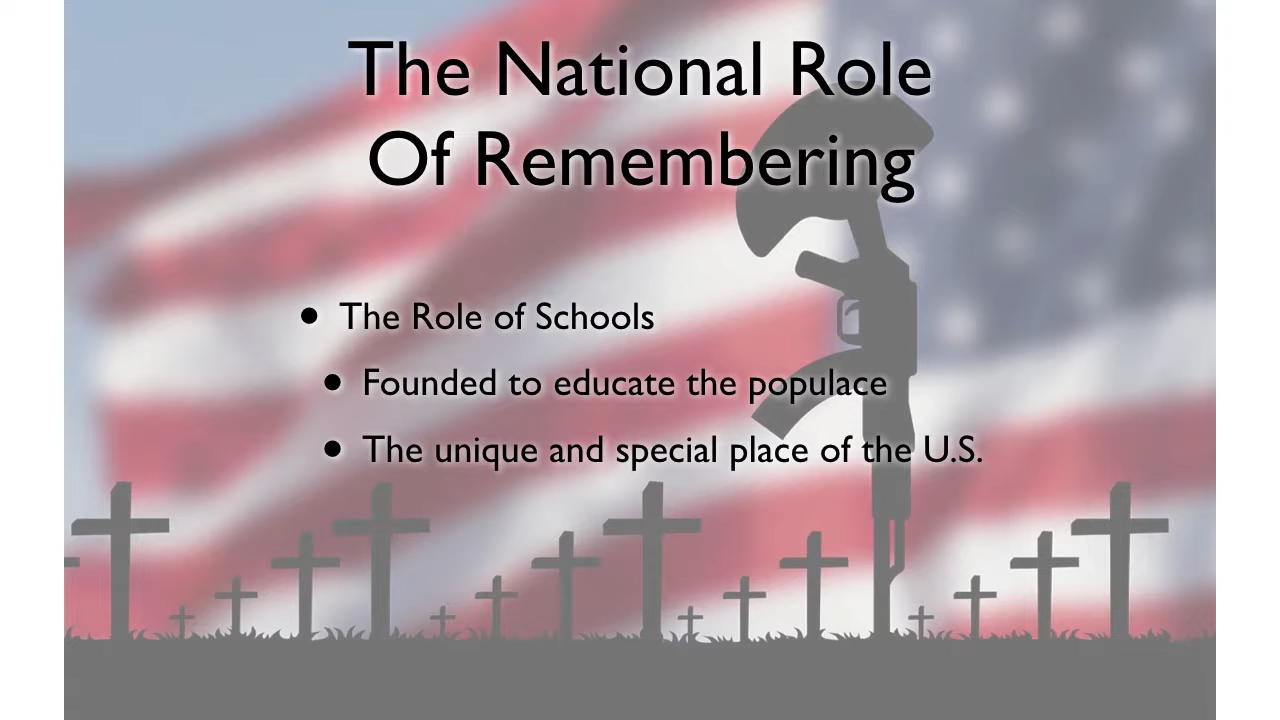 The National Role
Of Remembering
• The Role of Schools
• Founded to educate the populace
• The unique and special place of the U.S.